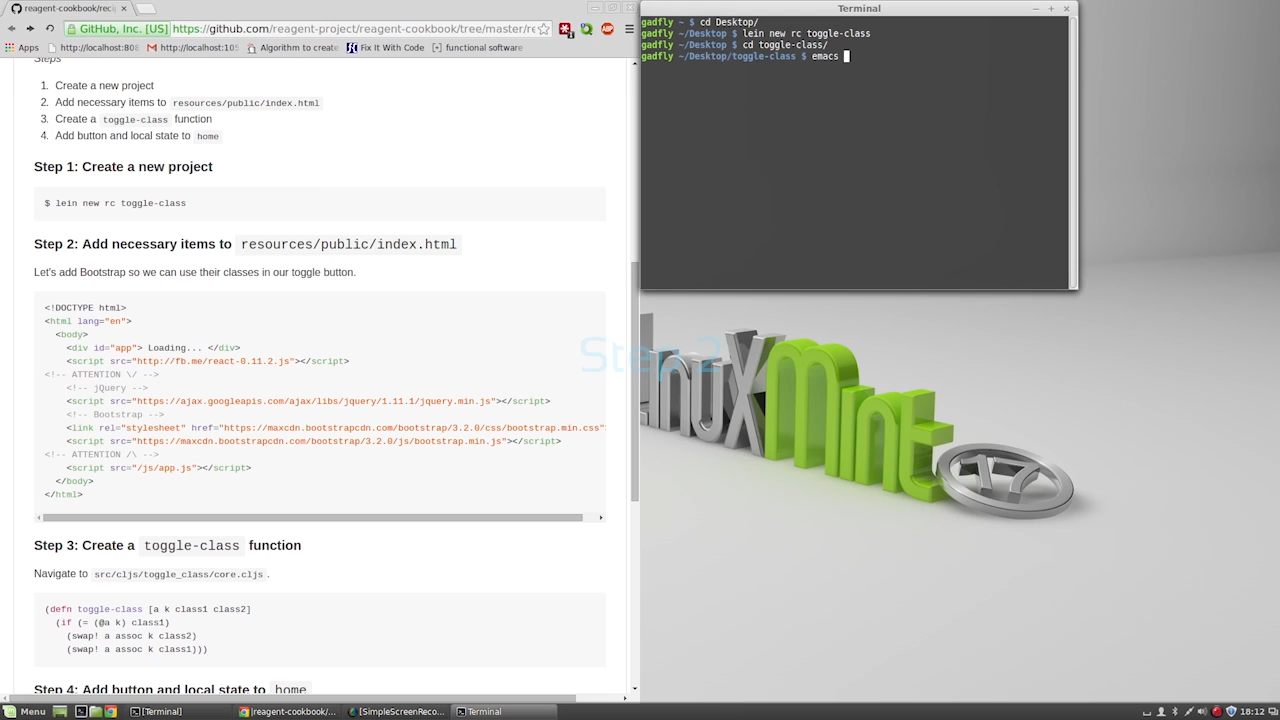 reagent-cookbook/reci
GitHub, Inc. [US] https://github.com/reagent-project/reagent-cookbook/tree/master/re
Apps http://localhost:808 http://localhost:105 Algorithm to create Fix It With Code functional software
Steps
1. Create a new project
2. Add necessary items to resources/public/index.html
3. Create a toggle-class function
4. Add button and local state to home
Step 1: Create a new project
$ lein new rc toggle-class
Step 2: Add necessary items to resources/public/index.html
Let's add Bootstrap so we can use their classes in our toggle button.
<!DOCTYPE html>
<html lang="en">
<body>
<div id="app"> Loading... </div>
<script src="http://fb.me/react-0.11.2.js"></script>
<!-- ATTENTION \/ -->
<!-- jQuery -->
<script src="https://ajax.googleapis.com/ajax/libs/jquery/1.11.1/jquery.min.js"></script>
<!-- Bootstrap -->
<link rel="stylesheet" href="https://maxcdn.bootstrapcdn.com/bootstrap/3.2.0/css/bootstrap.min.css"
<script src="https://maxcdn.bootstrapcdn.com/bootstrap/3.2.0/js/bootstrap.min.js"></script>
<!-- ATTENTION /\ -->
<script src="/js/app.js"></script>
</body>
</html>
Step 3: Create a toggle-class function
Navigate to src/cljs/toggle_class/core.cljs.
(defn toggle-class [a k class1 class2]
(if (= (@a k) class1)
(swap! a assoc k class2)
(swap! a assoc k class1)))
Step 4: Add button and local state to home
Terminal
gadfly ~ $ cd Desktop/
gadfly ~/Desktop $ lein new rc toggle-class
gadfly ~/Desktop $ cd toggle-class/
gadfly ~/Desktop/toggle-class $ emacs
Step 2
LinuxMint 17
Menu [Terminal] [reagent-cookbook/... [SimpleScreenReco... Terminal 18:12